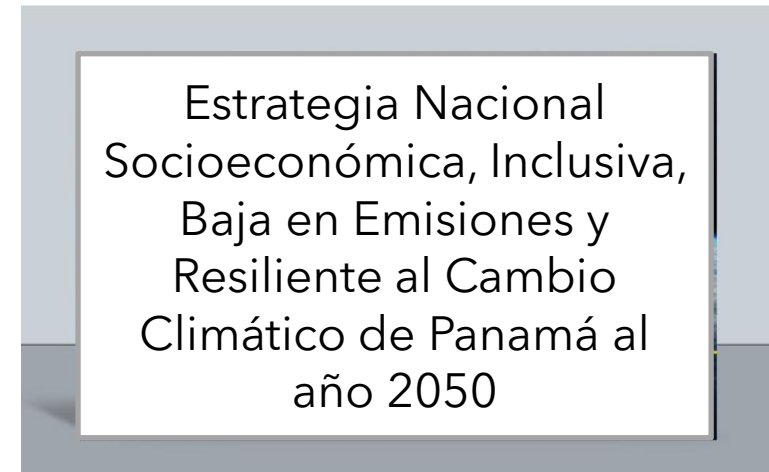 Estrategia Nacional
Socioeconómica, Inclusiva,
Baja en Emisiones y
Resiliente al Cambio
Climático de Panamá al
año 2050